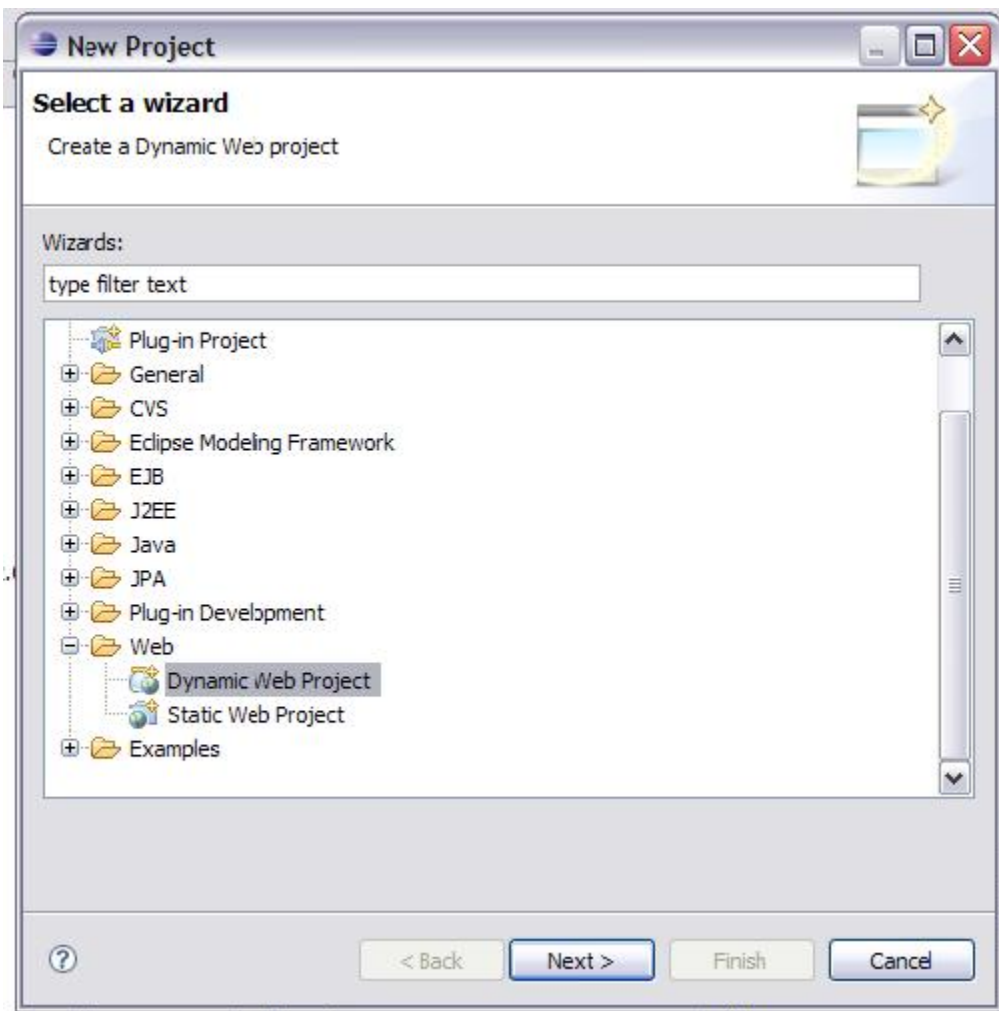 New Project
Select a wizard
Create a Dynamic Web project
Wizards:
type filter text
Plug-in Project
General
CVS
Eclipse Modeling Framework
EJB
J2EE
Java
JPA
Plug-in Development
Web
Dynamic Web Project
Static Web Project
Examples
?
< Back
Next >
Finish
Cancel